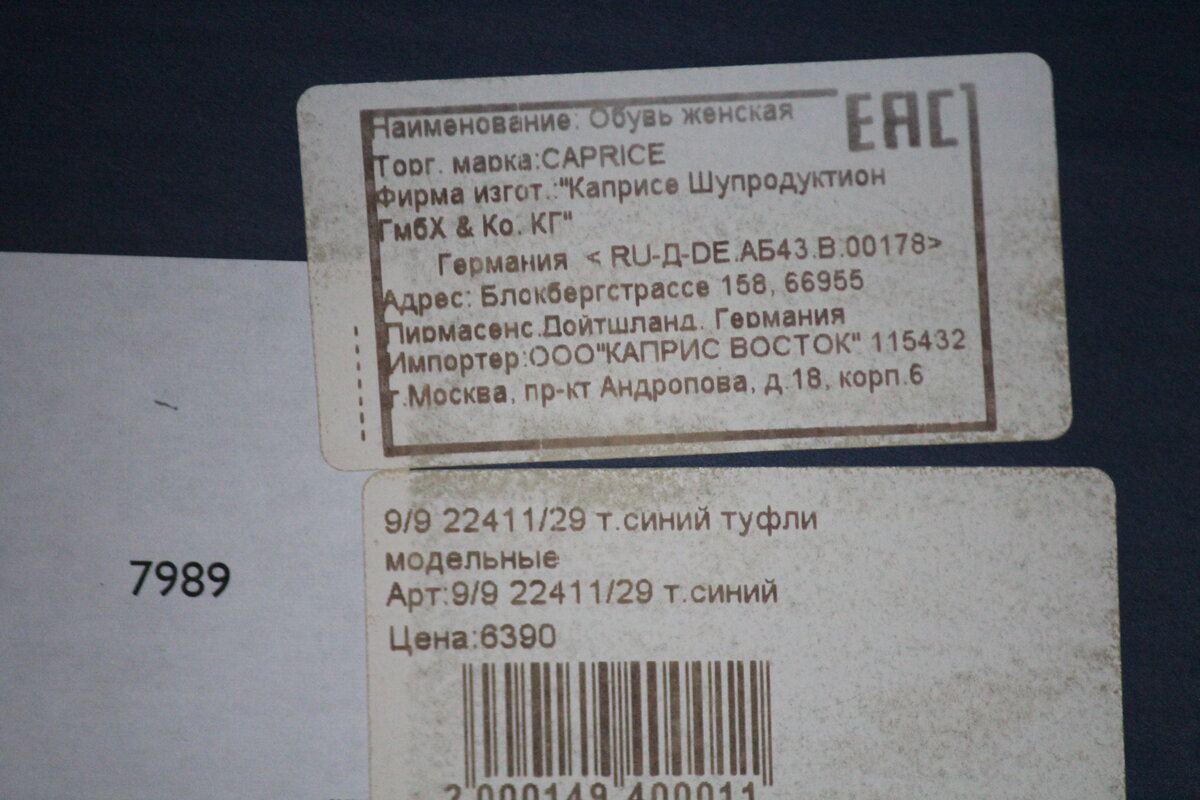 Наименование: Обувь женская
EAC
Торг. марка:CAPRICE
Фирма изгот.:"Каприсе Шупродуктион
ГмбХ & Ко. КГ"
Германия < RU-Д-DE.АБ43.В.00178>
Адрес: Блокбергстрассе 158, 66955
Пирмасенс.Дойтшланд. Германия
Импортер:ООО"КАПРИС ВОСТОК" 115432
г.Москва, пр-кт Андропова, д.18, корп.6
9/9 22411/29 т.синий туфли
модельные
Арт:9/9 22411/29 т.синий
Цена:6390
7989
2 000149 400011